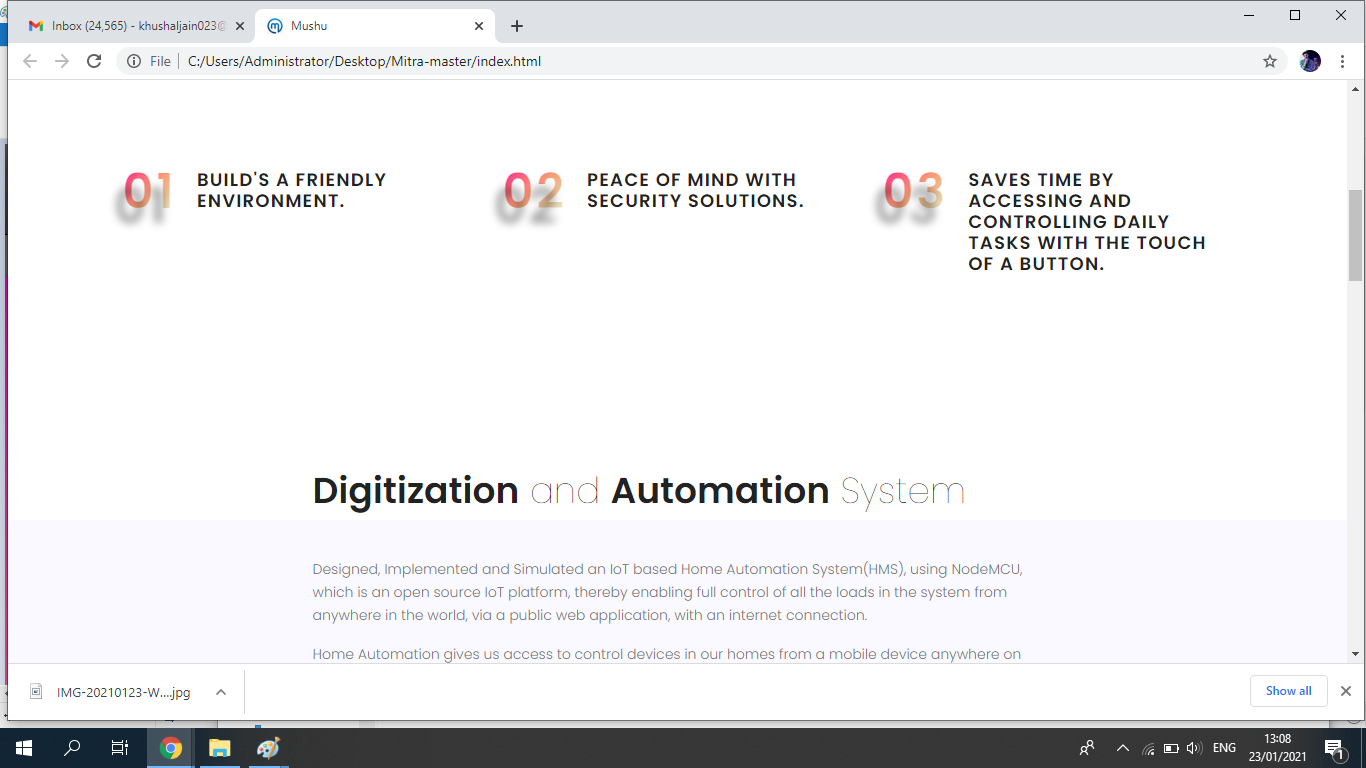 Inbox (24,565) - khushaljain023@
Mushu
File
C:/Users/Administrator/Desktop/Mitra-master/index.html
01
BUILD'S A FRIENDLY
ENVIRONMENT.
02
PEACE OF MIND WITH
SECURITY SOLUTIONS.
03
SAVES TIME BY
ACCESSING AND
CONTROLLING DAILY
TASKS WITH THE TOUCH
OF A BUTTON.
Digitization and Automation System
Designed, Implemented and Simulated an IoT based Home Automation System(HMS), using NodeMCU,
which is an open source IoT platform, thereby enabling full control of all the loads in the system from
anywhere in the world, via a public web application, with an internet connection.
Home Automation gives us access to control devices in our homes from a mobile device anywhere on
IMG-20210123-W....jpg
Show all
ENG
13:08
23/01/2021
1